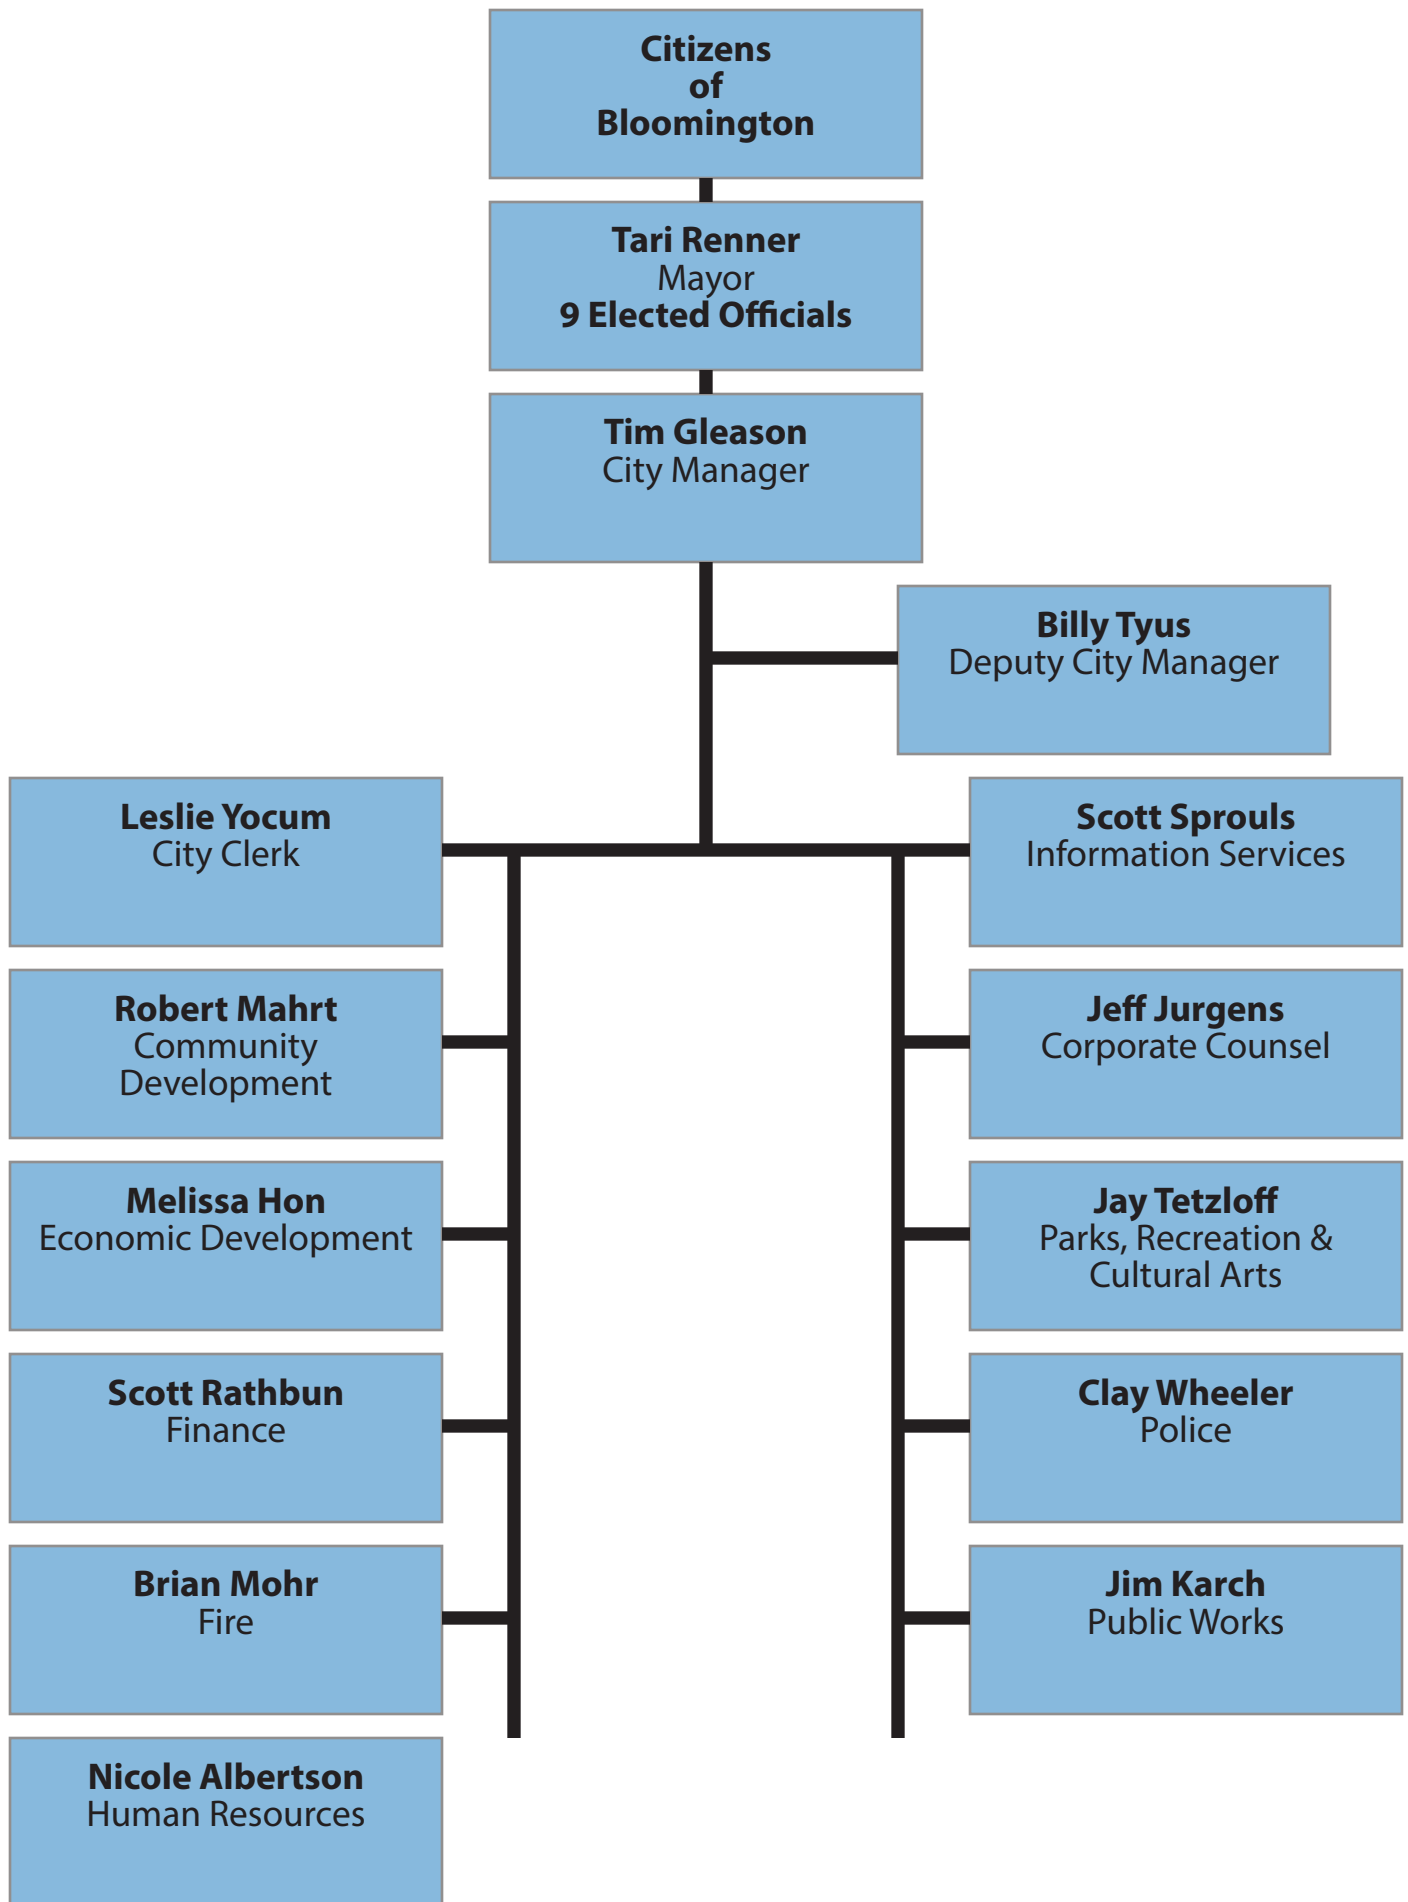 Citizens
of
Bloomington
Tari Renner
Mayor
9 Elected Officials
Tim Gleason
City Manager
Billy Tyus
Deputy City Manager
Leslie Yocum
City Clerk
Scott Sprouls
Information Services
Robert Mahrt
Community
Development
Jeff Jurgens
Corporate Counsel
Melissa Hon
Economic Development
Jay Tetzloff
Parks, Recreation &
Cultural Arts
Scott Rathbun
Finance
Clay Wheeler
Police
Brian Mohr
Fire
Jim Karch
Public Works
Nicole Albertson
Human Resources